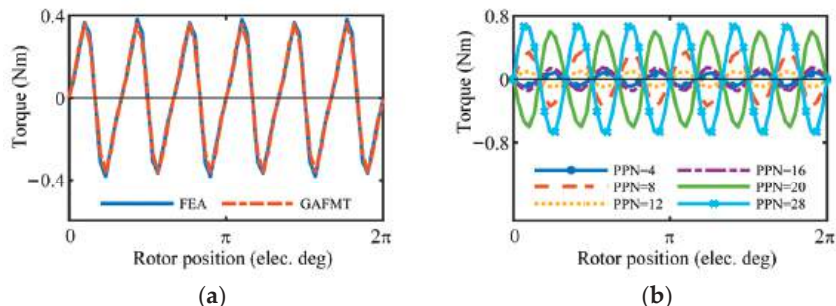 0.4
0
−0.4
Torque (Nm)
FEA
GAFMT
0
π
2π
Rotor position (elec. deg)
(a)
0.8
0
−0.8
Torque (Nm)
PPN=4
PPN=16
PPN=8
PPN=20
PPN=12
PPN=28
0
π
2π
Rotor position (elec. deg)
(b)